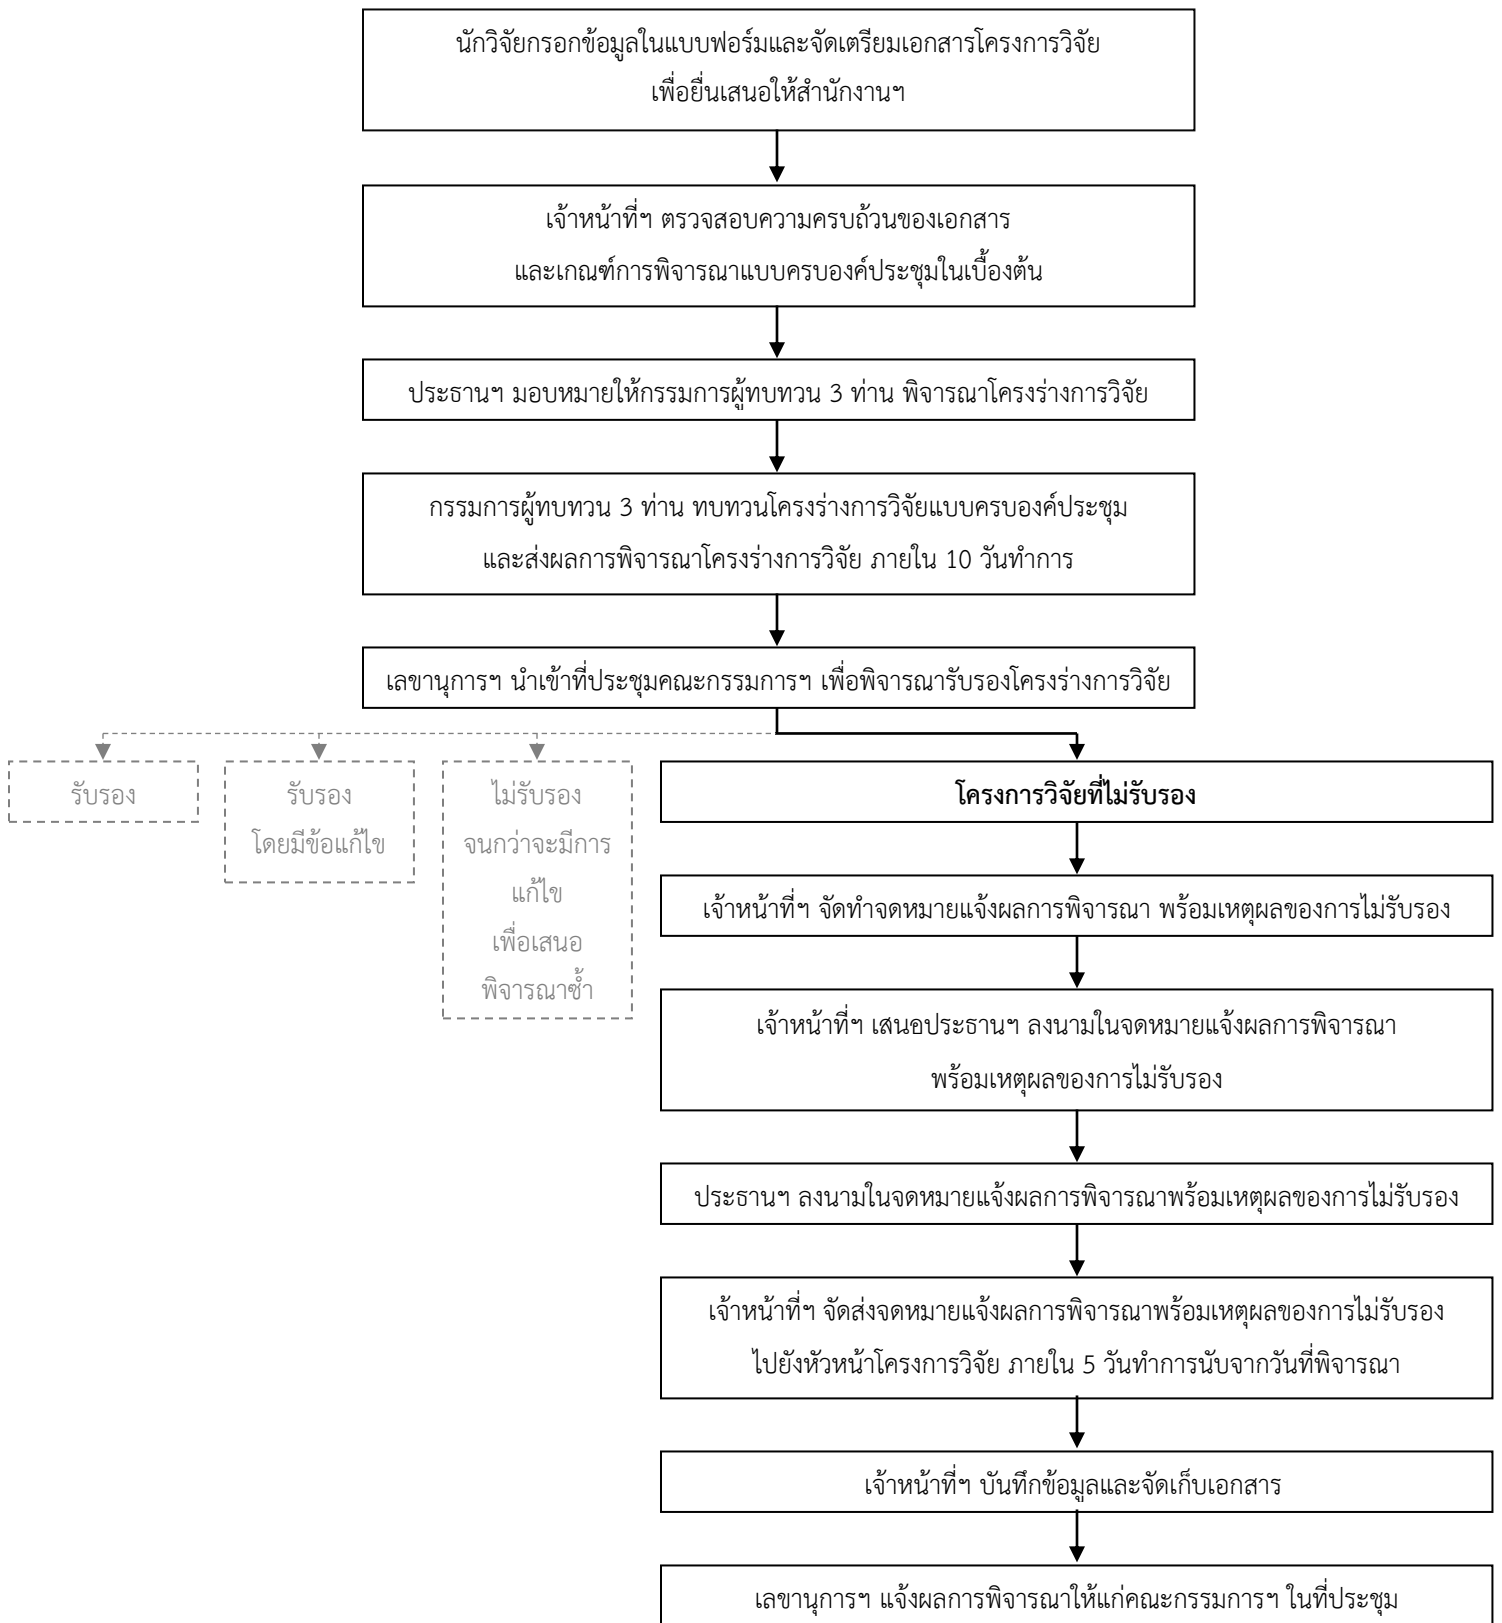 นักวิจัยกรอกข้อมูลในแบบฟอร์มและจัดเตรียมเอกสารโครงการวิจัย
เพื่อยื่นเสนอให้สำนักงานฯ
เจ้าหน้าที่ฯ ตรวจสอบความครบถ้วนของเอกสาร
และเกณฑ์การพิจารณาแบบครบองค์ประชุมในเบื้องต้น
ประธานฯ มอบหมายให้กรรมการผู้ทบทวน 3 ท่าน พิจารณาโครงร่างการวิจัย
กรรมการผู้ทบทวน 3 ท่าน ทบทวนโครงร่างการวิจัยแบบครบองค์ประชุม
และส่งผลการพิจารณาโครงร่างการวิจัย ภายใน 10 วันทำการ
เลขานุการฯ นำเข้าที่ประชุมคณะกรรมการฯ เพื่อพิจารณารับรองโครงร่างการวิจัย
รับรอง
รับรอง
โดยมีข้อแก้ไข
ไม่รับรอง
จนกว่าจะมีการ
แก้ไข
เพื่อเสนอ
พิจารณาซ้ำ
โครงการวิจัยที่ไม่รับรอง
เจ้าหน้าที่ฯ จัดทำจดหมายแจ้งผลการพิจารณา พร้อมเหตุผลของการไม่รับรอง
เจ้าหน้าที่ฯ เสนอประธานฯ ลงนามในจดหมายแจ้งผลการพิจารณา
พร้อมเหตุผลของการไม่รับรอง
ประธานฯ ลงนามในจดหมายแจ้งผลการพิจารณาพร้อมเหตุผลของการไม่รับรอง
เจ้าหน้าที่ฯ จัดส่งจดหมายแจ้งผลการพิจารณาพร้อมเหตุผลของการไม่รับรอง
ไปยังหัวหน้าโครงการวิจัย ภายใน 5 วันทำการนับจากวันที่พิจารณา
เจ้าหน้าที่ฯ บันทึกข้อมูลและจัดเก็บเอกสาร
เลขานุการฯ แจ้งผลการพิจารณาให้แก่คณะกรรมการฯ ในที่ประชุม